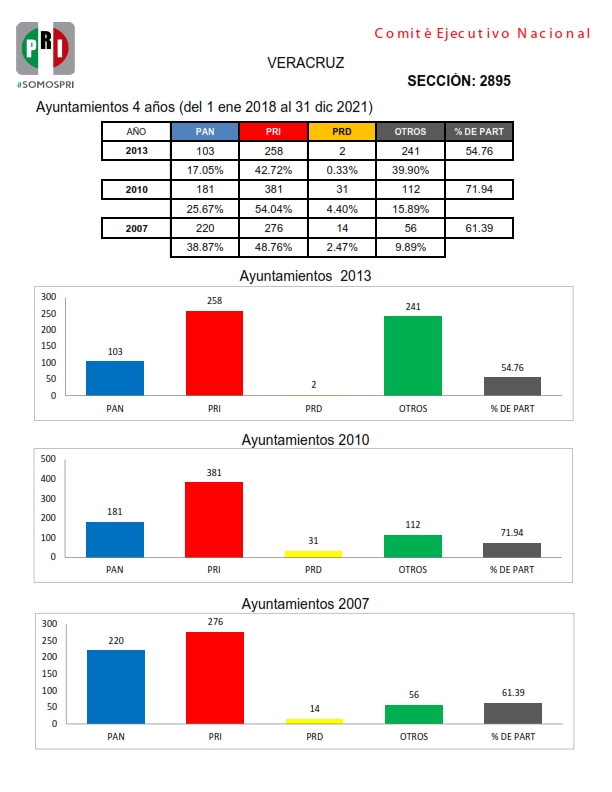 Comité Ejecutivo Nacional
PRI
#SOMOSPRI
VERACRUZ
SECCIÓN: 2895
Ayuntamientos 4 años (del 1 ene 2018 al 31 dic 2021)
AÑO PAN PRI PRD OTROS % DE PART
2013 103 258 2 241 54.76
17.05% 42.72% 0.33% 39.90%
2010 181 381 31 112 71.94
25.67% 54.04% 4.40% 15.89%
2007 220 276 14 56 61.39
38.87% 48.76% 2.47% 9.89%
Ayuntamientos 2013
300
250
200
150
100
50
0
103 258 2 241 54.76
PAN PRI PRD OTROS % DE PART
Ayuntamientos 2010
500
400
300
200
100
0
181 381 31 112 71.94
PAN PRI PRD OTROS % DE PART
Ayuntamientos 2007
300
250
200
150
100
50
0
220 276 14 56 61.39
PAN PRI PRD OTROS % DE PART